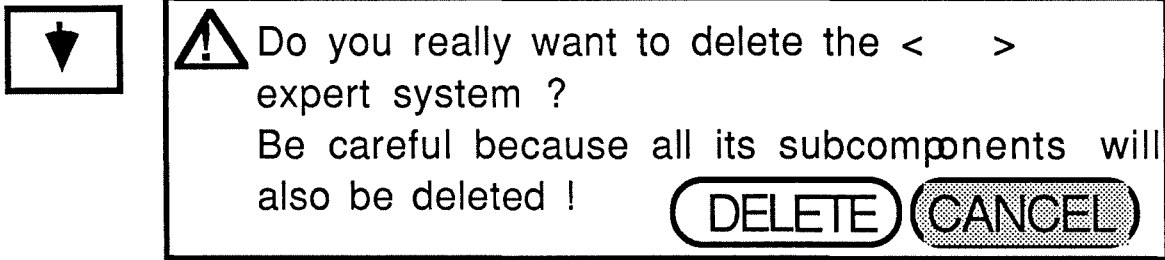 Do you really want to delete the < >
expert system ?
Be careful because all its subcomponents will
also be deleted !
DELETE CANCEL